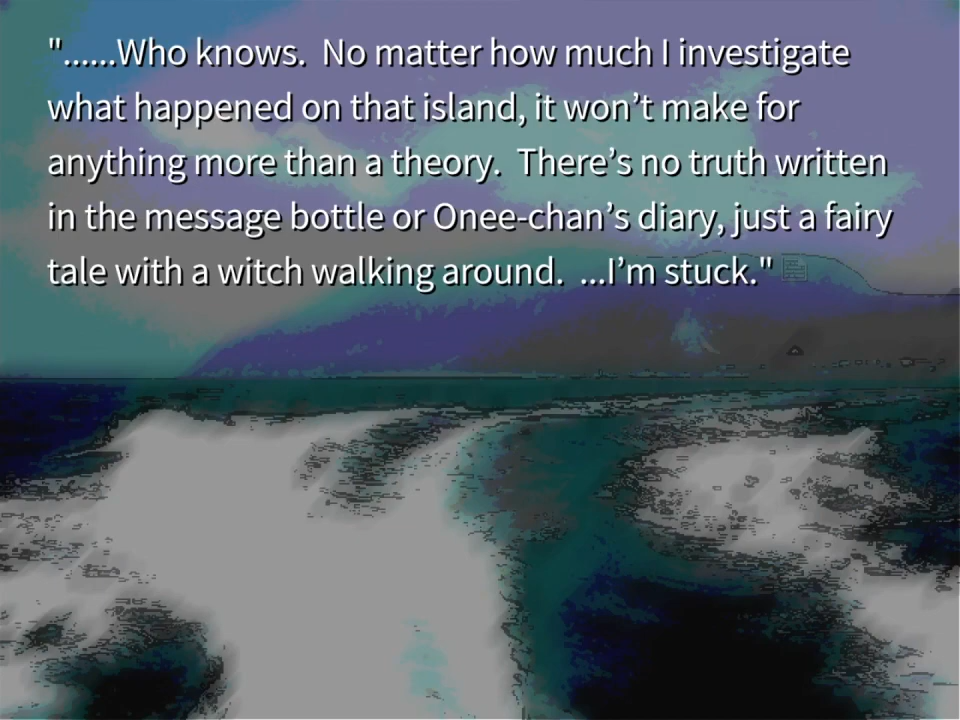 "......Who knows.  No matter how much I investigate
what happened on that island, it won’t make for
anything more than a theory.  There’s no truth written
in the message bottle or Onee-chan’s diary, just a fairy
tale with a witch walking around.  ...I’m stuck."